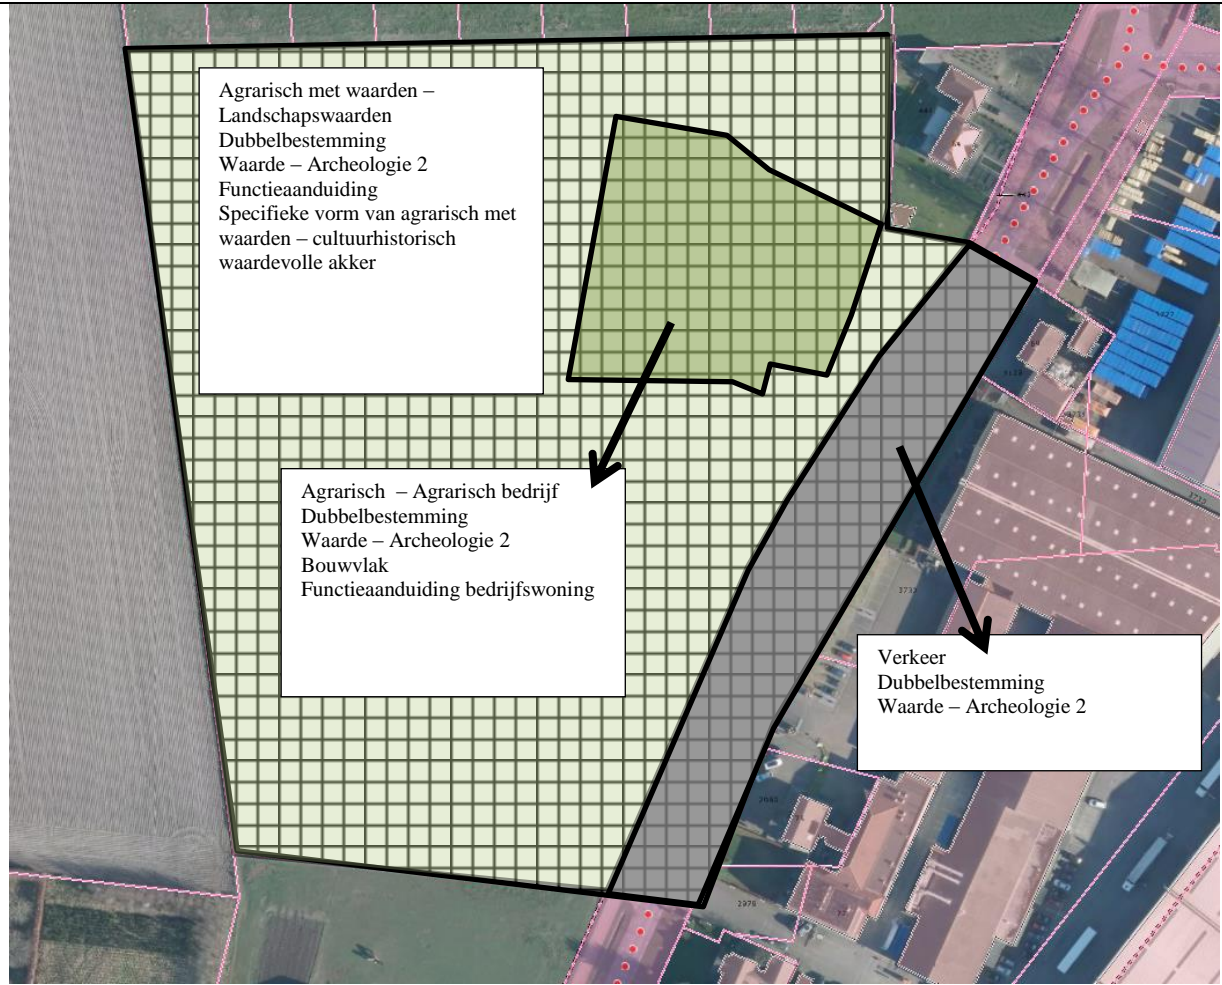 Agrarisch met waarden –
Landschapswaarden
Dubbelbestemming
Waarde – Archeologie 2
Functieaanduiding
Specifieke vorm van agrarisch met
waarden – cultuurhistorisch
waardevolle akker
Agrarisch – Agrarisch bedrijf
Dubbelbestemming
Waarde – Archeologie 2
Bouwvlak
Functieaanduiding bedrijfswoning
Verkeer
Dubbelbestemming
Waarde – Archeologie 2
2978